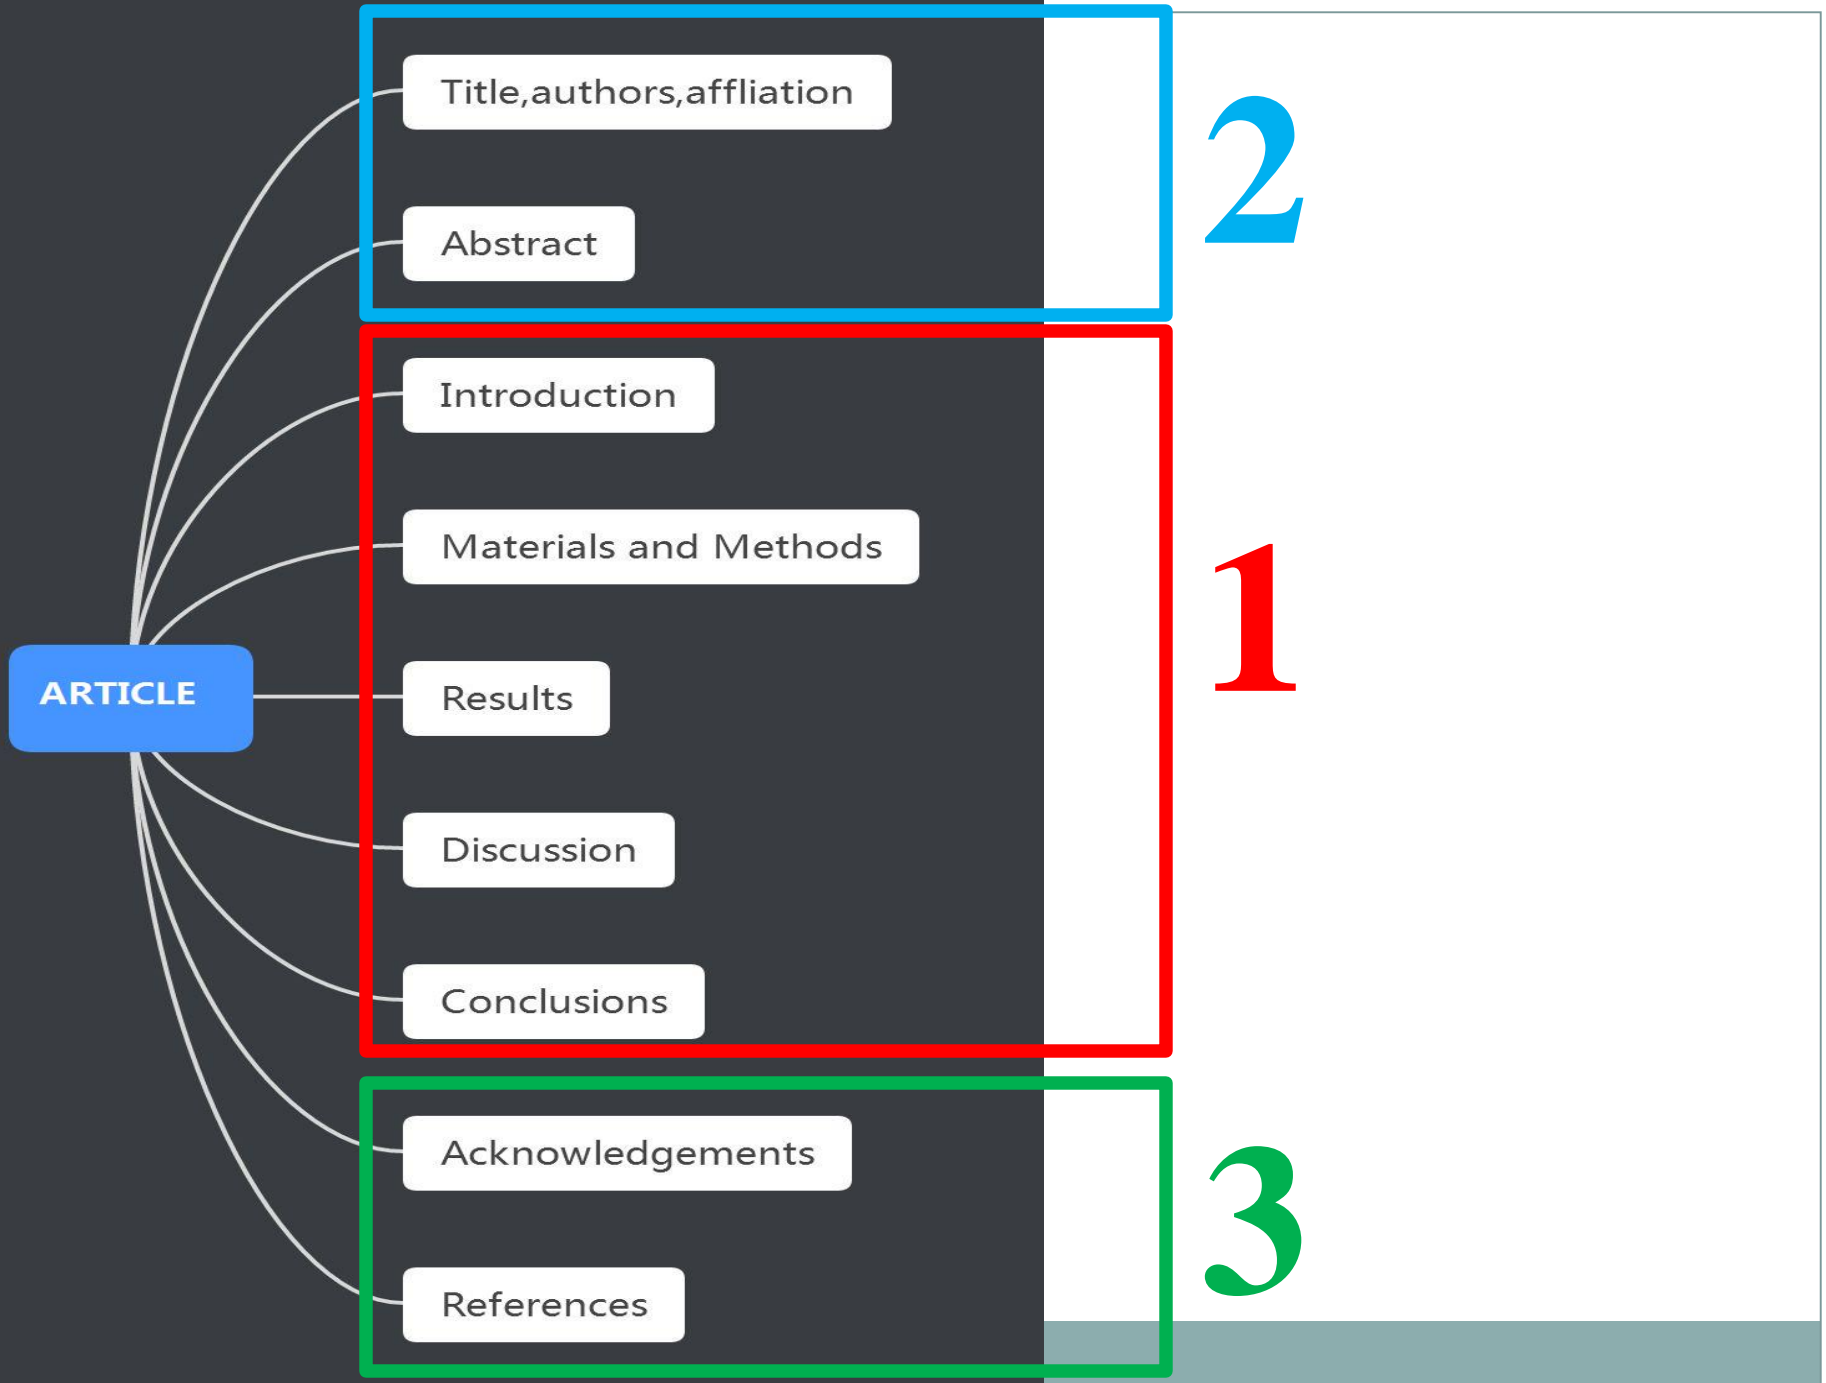 Title,authors,affliation
Abstract
2
Introduction
Materials and Methods
1
ARTICLE
Results
Discussion
Conclusions
Acknowledgements
3
References